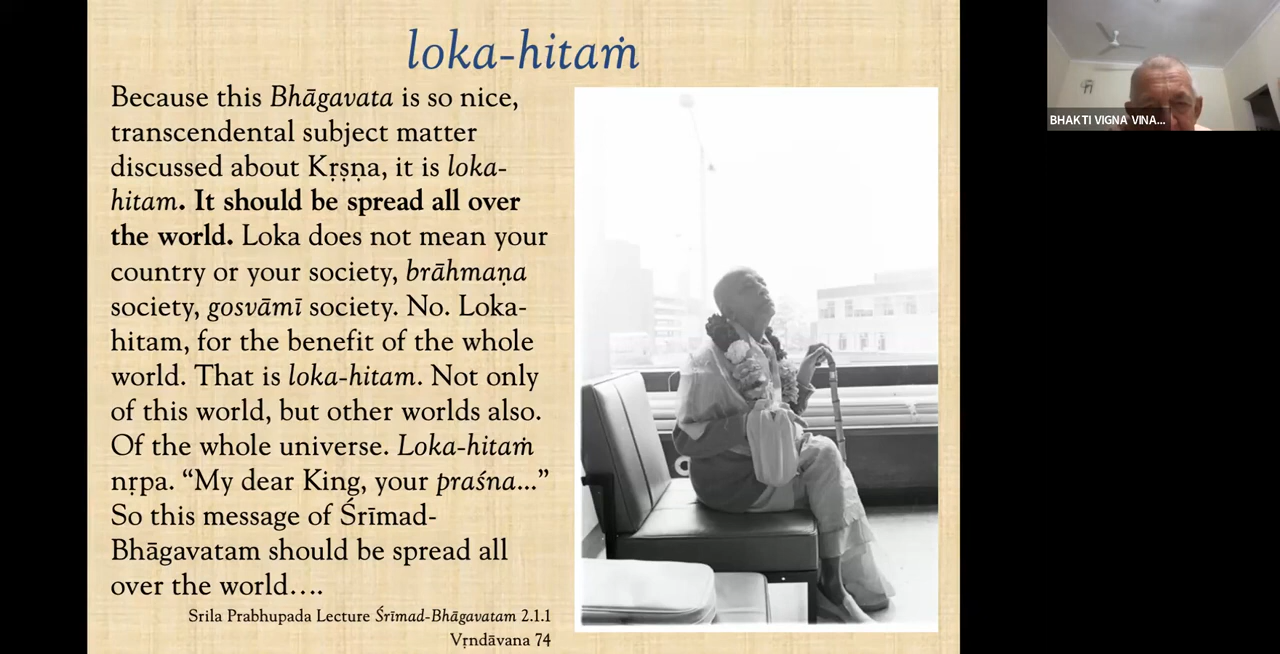 loka-hitaṁ
Because this Bhāgavata is so nice,
transcendental subject matter
discussed about Kṛṣṇa, it is loka-
hitam. It should be spread all over
the world. Loka does not mean your
country or your society, brāhmaṇa
society, gosvāmī society. No. Loka-
hitam, for the benefit of the whole
world. That is loka-hitam. Not only
of this world, but other worlds also.
Of the whole universe. Loka-hitaṁ
nṛpa. “My dear King, your praśna...”
So this message of Śrīmad-
Bhāgavatam should be spread all
over the world….
Srila Prabhupada Lecture Śrīmad-Bhāgavatam 2.1.1
Vṛndāvana 74
BHAKTI VIGNA VINA...